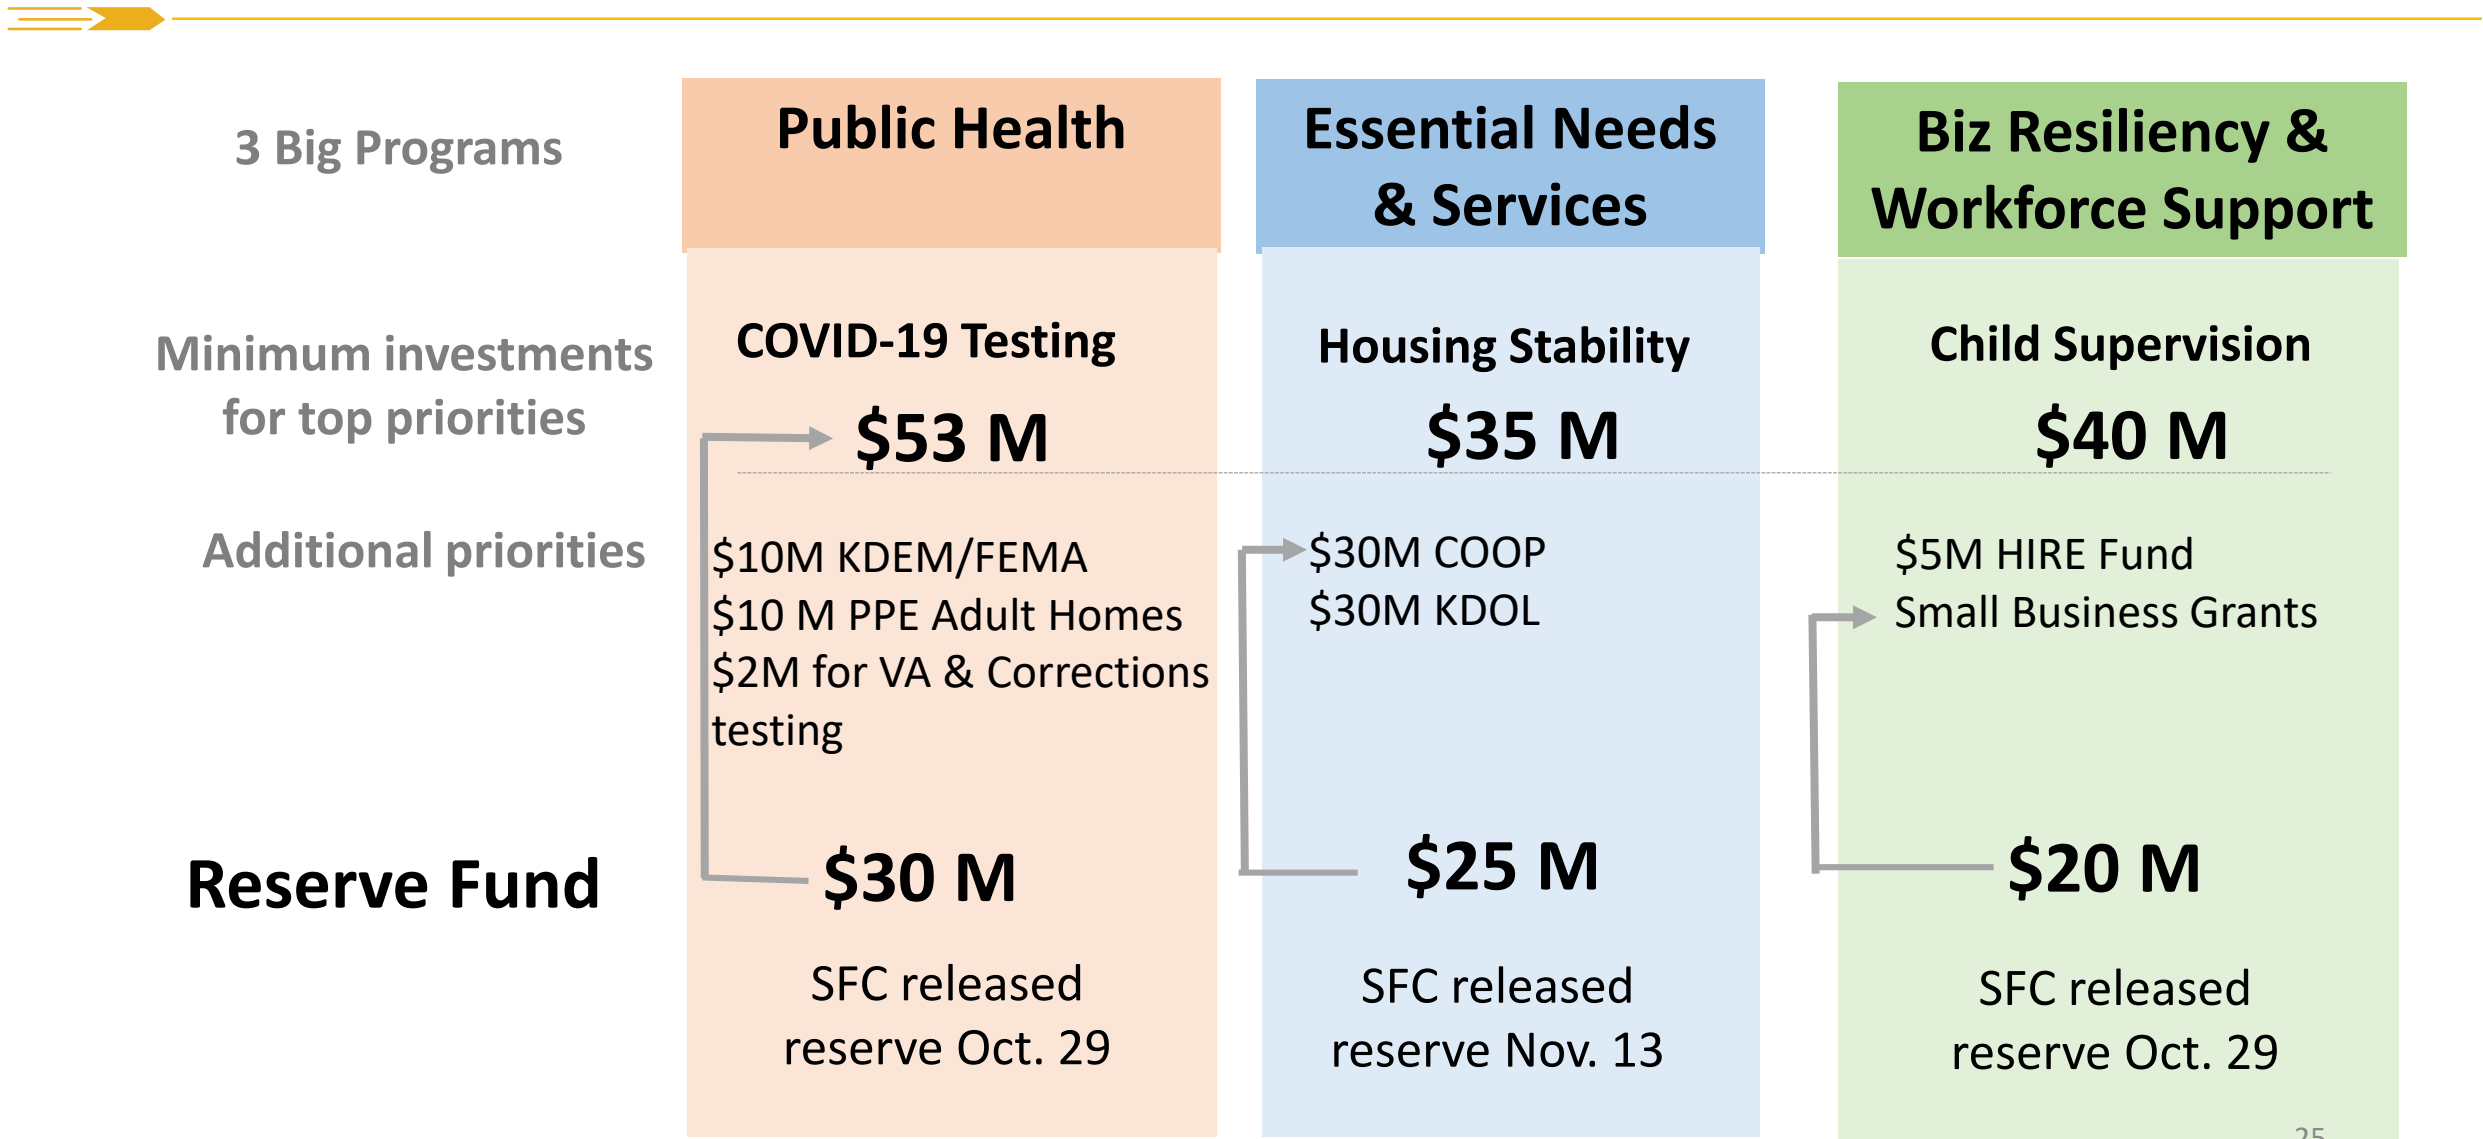 3 Big Programs
Public Health
Essential Needs
& Services
Biz Resiliency &
Workforce Support
Minimum investments
for top priorities
COVID-19 Testing
$53 M
Housing Stability
$35 M
Child Supervision
$40 M
Additional priorities
$10M KDEM/FEMA
$10 M PPE Adult Homes
$2M for VA & Corrections
testing
$30M COOP
$30M KDOL
$5M HIRE Fund
Small Business Grants
Reserve Fund
$30 M
SFC released
reserve Oct. 29
$25 M
SFC released
reserve Nov. 13
$20 M
SFC released
reserve Oct. 29
25